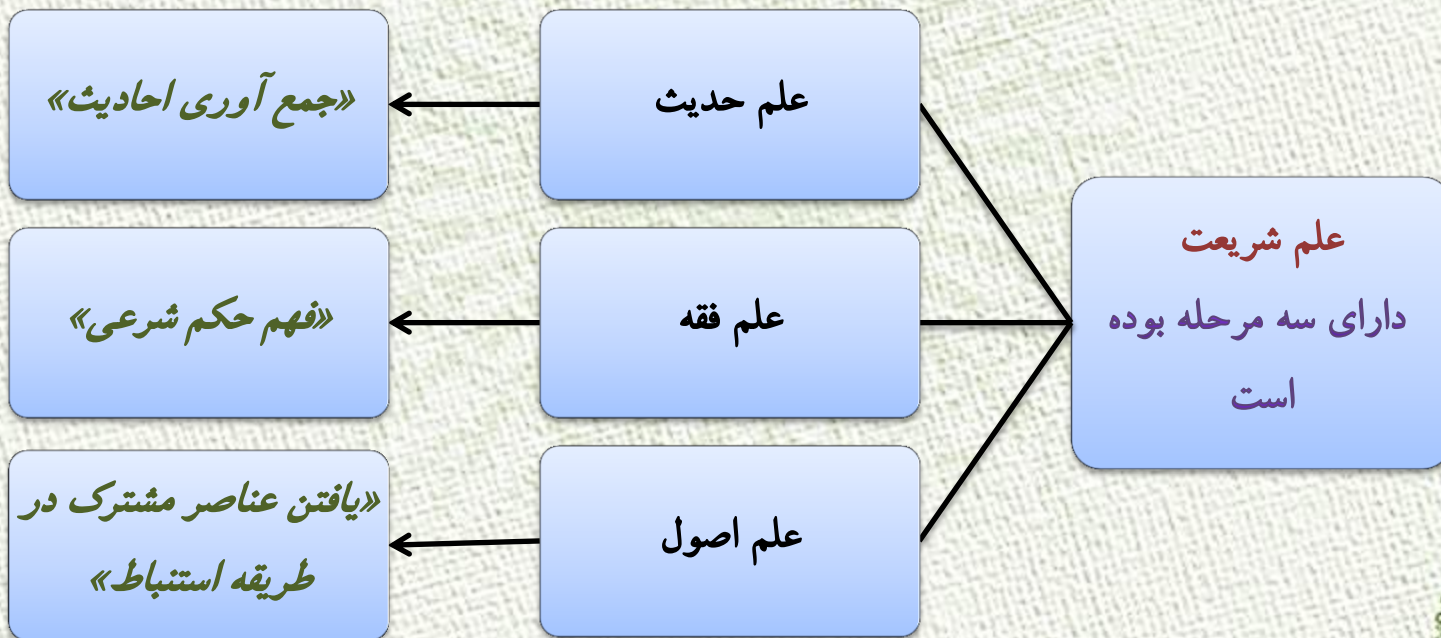 علم شریعت
دارای سه مرحله بوده
است
علم حدیث
«جمع آوری احادیث»
علم فقه
«فهم حکم شرعی»
علم اصول
«یافتن عناصر مشترک در
طریقه استنباط»